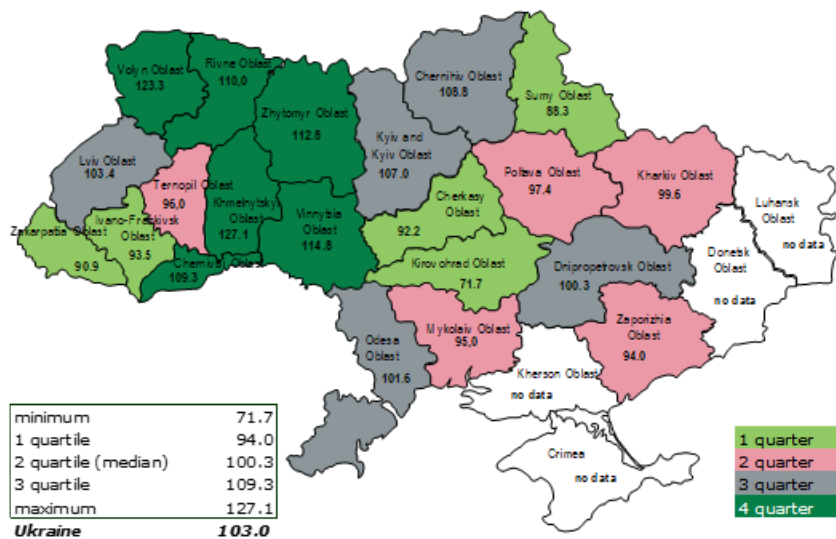 Volyn Oblast
123.3
Rivne Oblast
110,0
Zhytomyr Oblast
112.8
Kyiv and
Kyiv Oblast
107.0
Chernihiv Oblast
108.8
Sumy Oblast
88.3
Lviv Oblast
103.4
Ternopil Oblast
96,0
Khmelnytsky
Oblast
127.1
Vinnytsia
Oblast
114.8
Cherkasy
Oblast
92.2
Poltava Oblast
97.4
Kharkiv Oblast
99.6
Luhansk
Oblast
no data
Zakarpatia Oblast
90.9
Ivano-Frankivsk
Oblast
93.5
Chernivtsi Oblast
109.3
Kirovohrad Oblast
71.7
Dnipropetrovsk Oblast
100.3
Donetsk
Oblast
no data
Odesa
Oblast
101.6
Mykolaiv Oblast
95,0
Zaporizhia
Oblast
94.0
Kherson Oblast
no data
Crimea
no data
minimum 71.7
1 quartile 94.0
2 quartile (median) 100.3
3 quartile 109.3
maximum 127.1
Ukraine 103.0
1 quarter
2 quarter
3 quarter
4 quarter